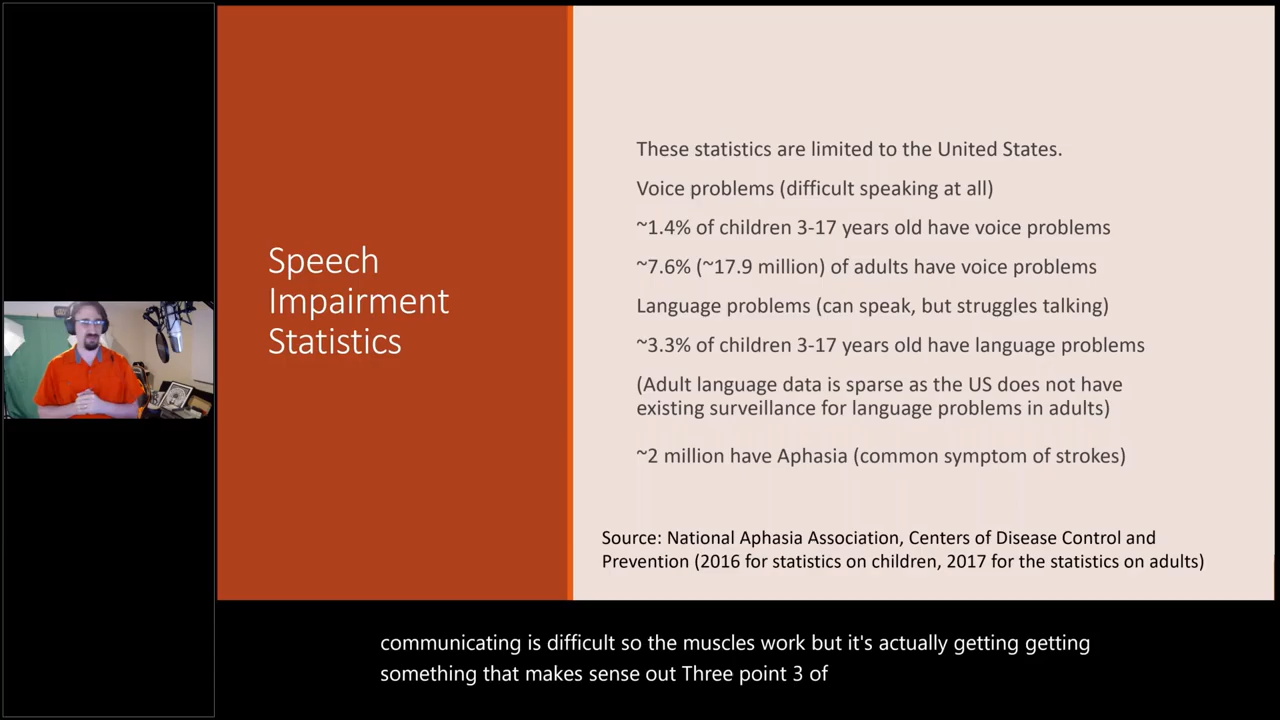 Speech
Impairment
Statistics
These statistics are limited to the United States.
Voice problems (difficult speaking at all)
~1.4% of children 3-17 years old have voice problems
~7.6% (~17.9 million) of adults have voice problems
Language problems (can speak, but struggles talking)
~3.3% of children 3-17 years old have language problems
(Adult language data is sparse as the US does not have
existing surveillance for language problems in adults)
~2 million have Aphasia (common symptom of strokes)
Source: National Aphasia Association, Centers of Disease Control and
Prevention (2016 for statistics on children, 2017 for the statistics on adults)
communicating is difficult so the muscles work but it's actually getting getting
something that makes sense out Three point 3 of